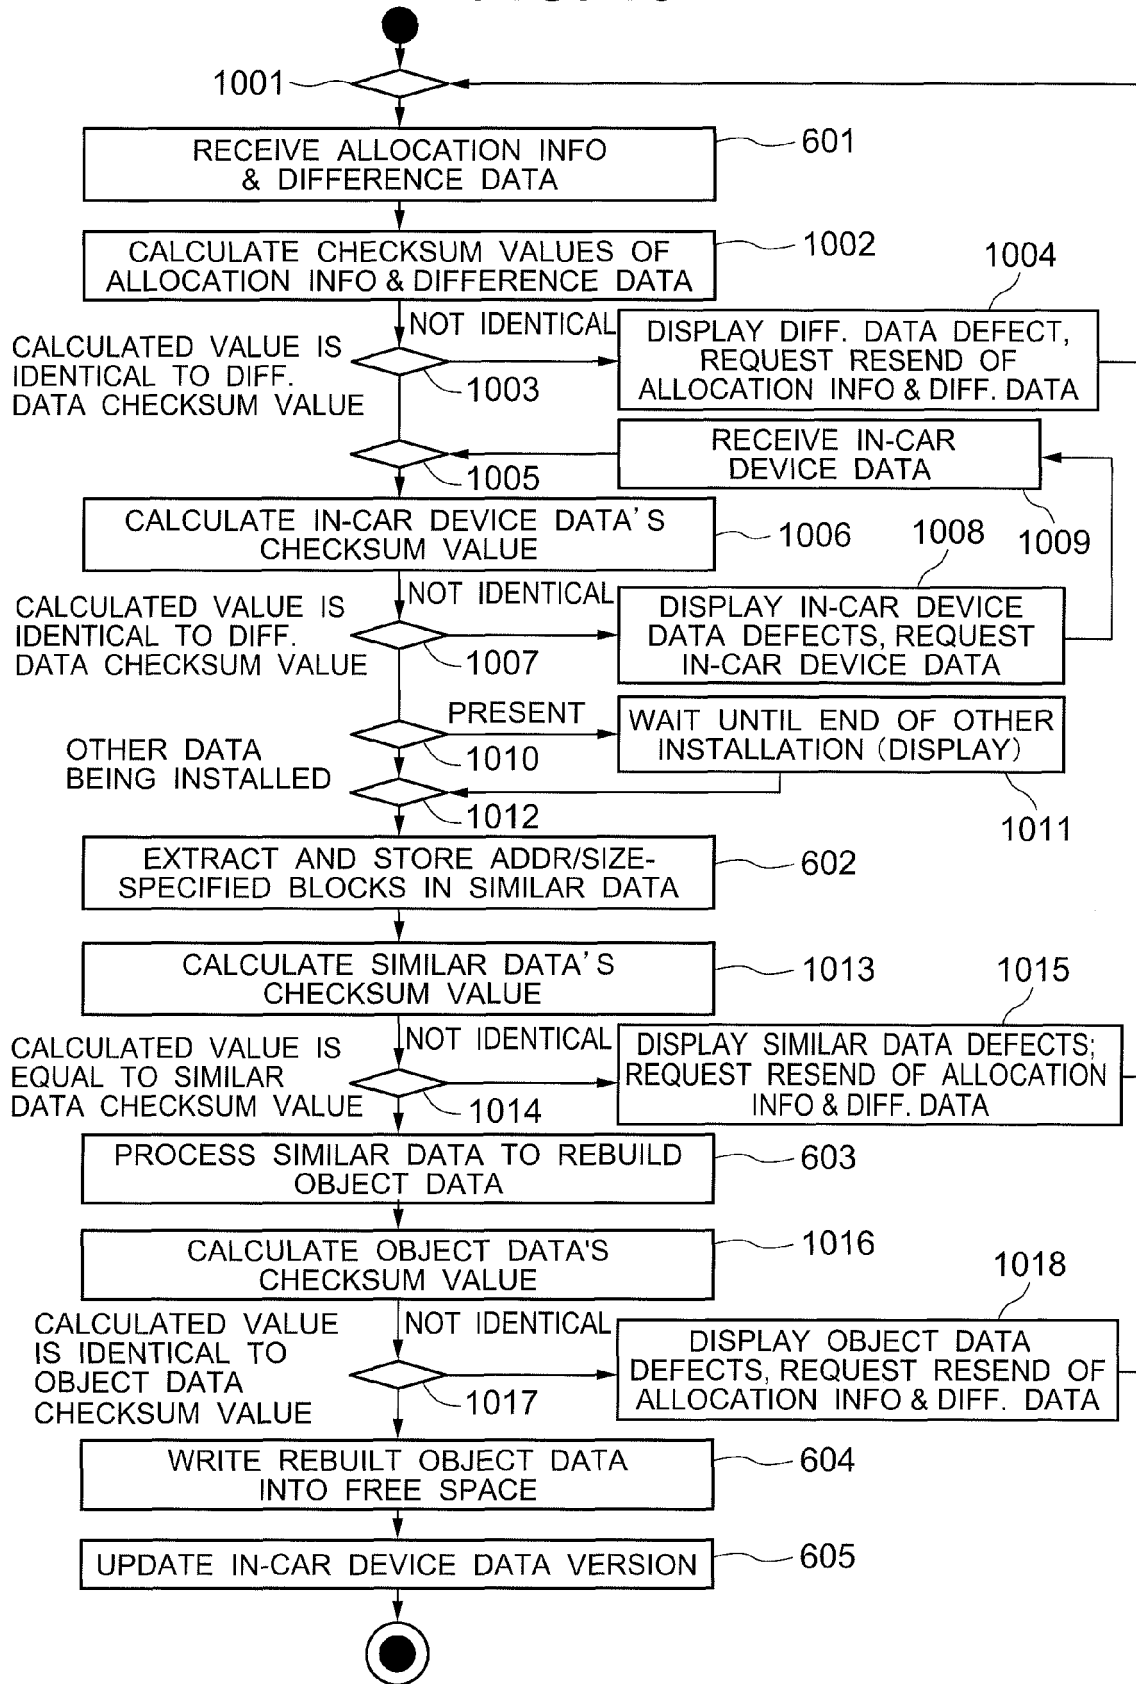 1001
RECEIVE ALLOCATION INFO
& DIFFERENCE DATA
601
CALCULATE CHECKSUM VALUES OF
ALLOCATION INFO & DIFFERENCE DATA
1002
1004
NOT IDENTICAL
DISPLAY DIFF. DATA DEFECT,
REQUEST RESEND OF
ALLOCATION INFO & DIFF. DATA
CALCULATED VALUE IS
IDENTICAL TO DIFF.
DATA CHECKSUM VALUE
1003
RECEIVE IN-CAR
DEVICE DATA
1005
1009
CALCULATE IN-CAR DEVICE DATA'S
CHECKSUM VALUE
1006
1008
NOT IDENTICAL
DISPLAY IN-CAR DEVICE
DATA DEFECTS, REQUEST
IN-CAR DEVICE DATA
CALCULATED VALUE IS
IDENTICAL TO DIFF.
DATA CHECKSUM VALUE
1007
PRESENT
WAIT UNTIL END OF OTHER
INSTALLATION (DISPLAY)
OTHER DATA
BEING INSTALLED
1010
1012
1011
EXTRACT AND STORE ADDR/SIZE-
SPECIFIED BLOCKS IN SIMILAR DATA
602
CALCULATE SIMILAR DATA'S
CHECKSUM VALUE
1013
1015
NOT IDENTICAL
DISPLAY SIMILAR DATA DEFECTS;
REQUEST RESEND OF ALLOCATION
INFO & DIFF. DATA
CALCULATED VALUE IS
EQUAL TO SIMILAR
DATA CHECKSUM VALUE
1014
PROCESS SIMILAR DATA TO REBUILD
OBJECT DATA
603
CALCULATE OBJECT DATA'S
CHECKSUM VALUE
1016
1018
NOT IDENTICAL
DISPLAY OBJECT DATA
DEFECTS, REQUEST RESEND OF
ALLOCATION INFO & DIFF. DATA
CALCULATED VALUE
IS IDENTICAL TO
OBJECT DATA
CHECKSUM VALUE
1017
WRITE REBUILT OBJECT DATA
INTO FREE SPACE
604
UPDATE IN-CAR DEVICE DATA VERSION
605